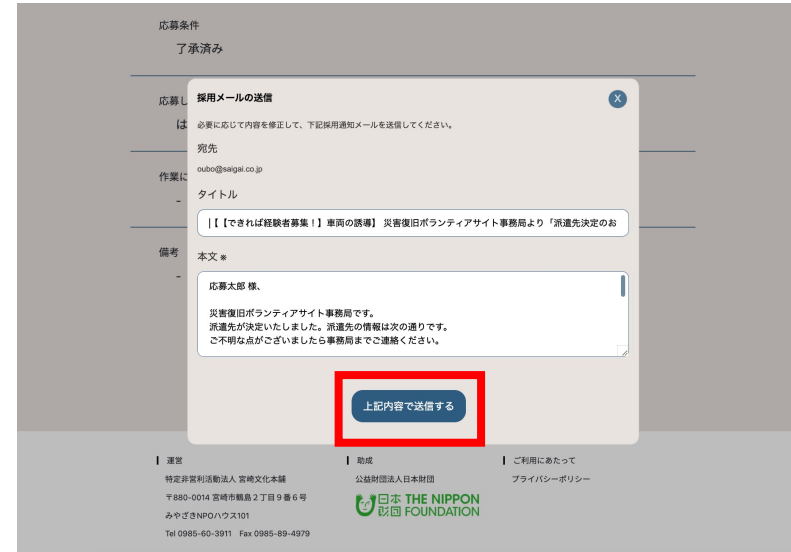 応募条件
了承済み
応募し
は
採用メールの送信
X
必要に応じて内容を修正して、下記採用通知メールを送信してください。
宛先
oubo@saigai.co.jp
作業に
-
タイトル
|【【できれば経験者募集！】車両の誘導】 災害復旧ボランティアサイト事務局より「派遣先決定のお
備考
-
本文※
応募太郎 様、
災害復旧ボランティアサイト事務局です。
派遣先が決定いたしました。派遣先の情報は次の通りです。
ご不明な点がございましたら事務局までご連絡ください。
上記内容で送信する
運営
特定非営利活動法人 宮崎文化本舗
〒880-0014 宮崎市鶴島２丁目９番６号
みやざきNPOハウス101
Tel 0985-60-3911 Fax 0985-89-4979
助成
公益財団法人日本財団
日本 THE NIPPON
財団 FOUNDATION
ご利用にあたって
プライバシーポリシー